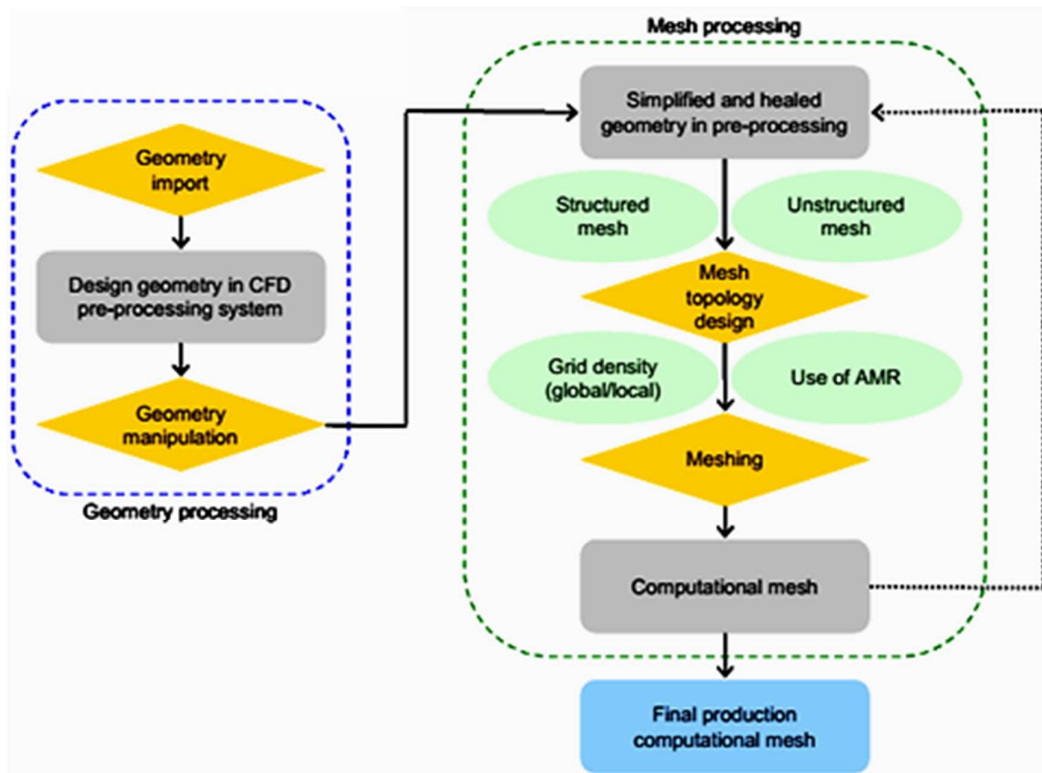 Geometry
import
Design geometry in CFD
pre-processing system
Geometry
manipulation
Geometry processing
Mesh processing
Simplified and healed
geometry in pre-processing
Structured
mesh
Unstructured
mesh
Mesh
topology
design
Grid density
(global/local)
Use of AMR
Meshing
Computational mesh
Final production
computational mesh